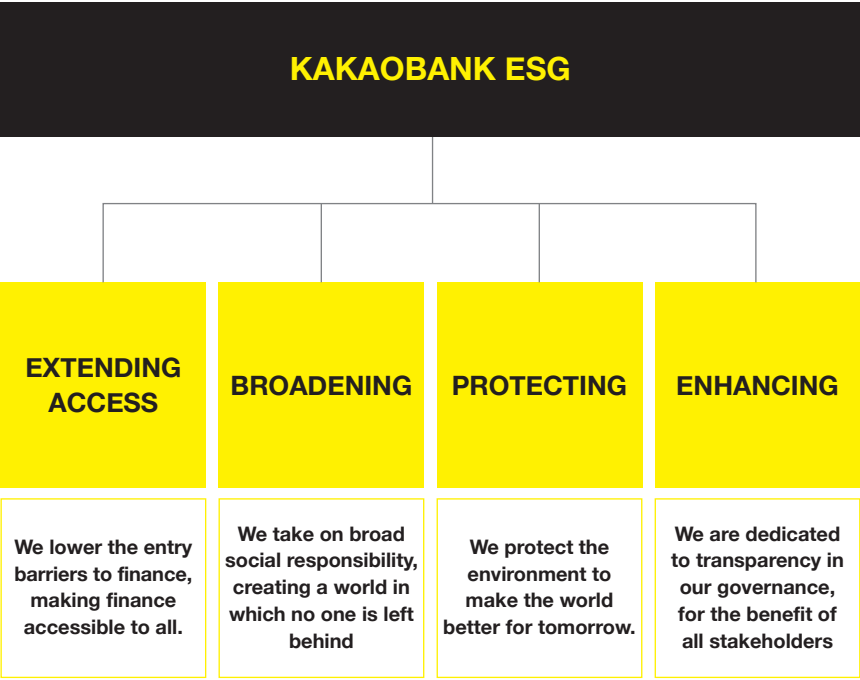 KAKAOBANK ESG
EXTENDING
ACCESS
BROADENING
PROTECTING
ENHANCING
We lower the entry
barriers to finance,
making finance
accessible to all.
We take on broad
social responsibility,
creating a world in
which no one is left
behind
We protect the
environment to
make the world
better for tomorrow.
We are dedicated
to transparency in
our governance,
for the benefit of
all stakeholders